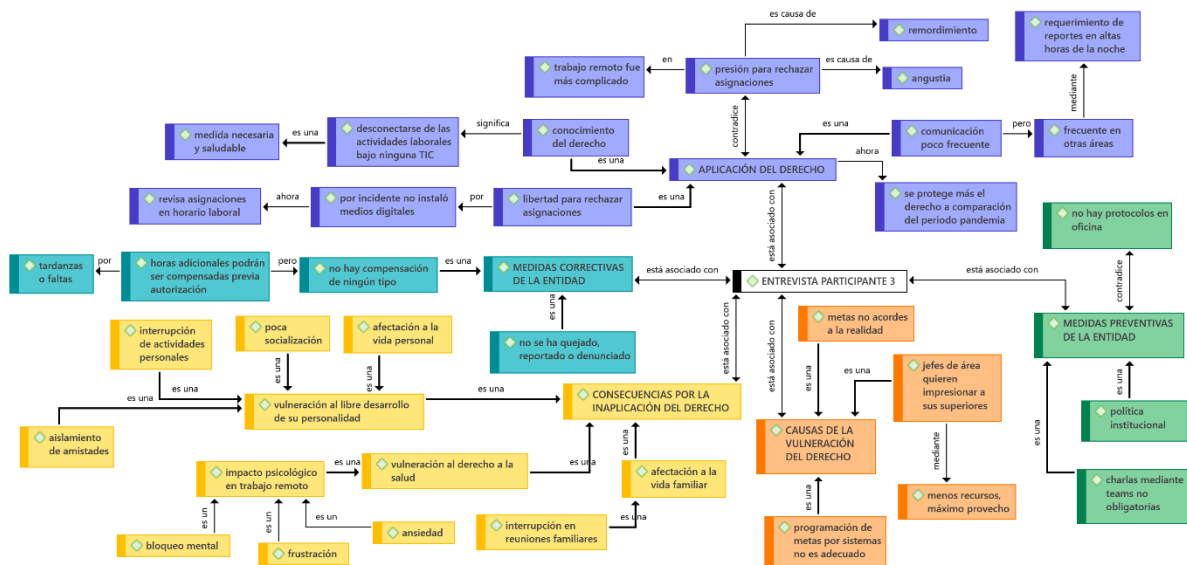 es causa de
remordimiento
requerimiento de
reportes en altas
horas de la noche
trabajo remoto fue
más complicado
en
presión para rechazar
asignaciones
es causa de
angustia
mediante
contradice
medida necesaria
y saludable
es una
desconectarse de las
actividades laborales
bajo ninguna TIC
significa
conocimiento
del derecho
es una
es una
comunicación
poco frecuente
pero
frecuente en
otras áreas
APLICACIÓN DEL DERECHO
ahora
revisa asignaciones
en horario laboral
ahora
por incidente no instaló
medios digitales
por
libertad para rechazar
asignaciones
es una
se protege más el
derecho a comparación
del periodo pandemia
está asociado con
no hay protocolos en
oficina
tardanzas
o faltas
por
horas adicionales podrán
ser compensadas previa
autorización
pero
no hay compensación
de ningún tipo
es una
MEDIDAS CORRECTIVAS
DE LA ENTIDAD
está asociado con
ENTREVISTA PARTICIPANTE 3
está asociado con
contradice
es una
no se ha quejado,
reportado o denunciado
está asociado con
está asociado con
metas no acordes
a la realidad
es una
MEDIDAS PREVENTIVAS
DE LA ENTIDAD
interrupción
de actividades
personales
poca
socialización
afectación a la
vida personal
es una
es una
es una
jefes de área
quieren
impresionar a
sus superiores
es una
es una
política
institucional
es una
aislamiento
de amistades
es una
vulneración al libre desarrollo
de su personalidad
es una
CONSECUENCIAS POR LA
INAPLICACIÓN DEL DERECHO
CAUSAS DE LA
VULNERACIÓN
DEL DERECHO
mediante
impacto psicológico
en trabajo remoto
es una
vulneración al derecho a la
salud
es una
es una
afectación a la
vida familiar
charlas mediante
teams no
obligatorias
es un
es un
es un
ansiedad
bloqueo mental
frustración
interrupción en
reuniones familiares
es una
es una
programación de
metas por sistemas
no es adecuado
menos recursos,
máximo provecho